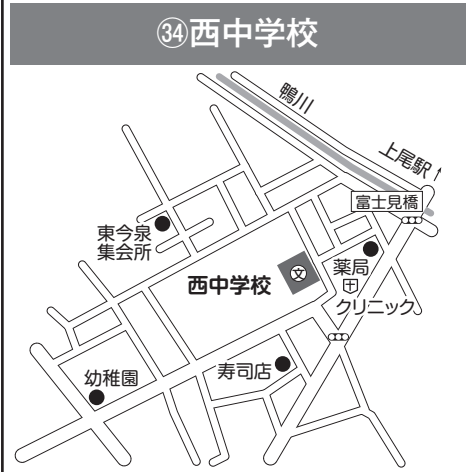 ㉞西中学校
鴨川
上尾駅↑
富士見橋
東今泉
集会所
薬局
文
西中学校
クリニック
幼稚園
寿司店